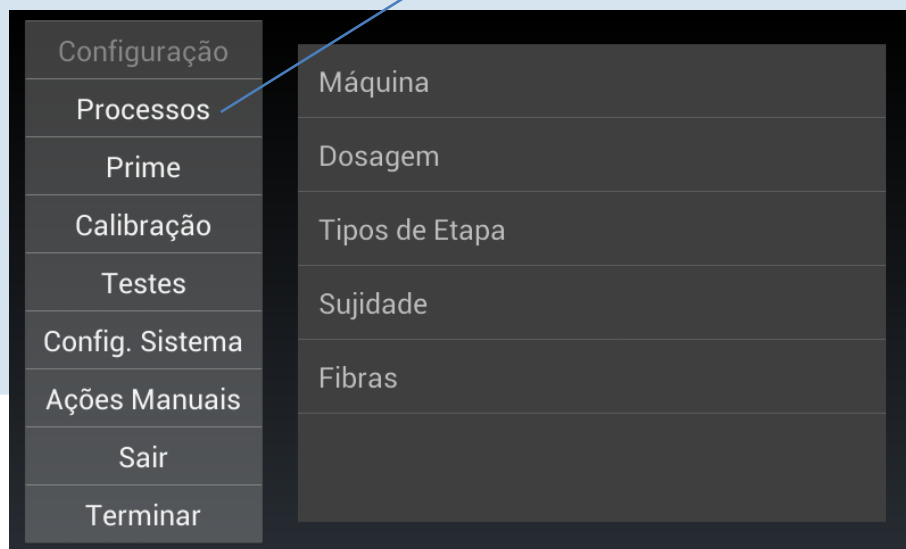 Configuração
Processos
Prime
Calibração
Testes
Config. Sistema
Ações Manuais
Sair
Terminar
Máquina
Dosagem
Tipos de Etapa
Sujidade
Fibras